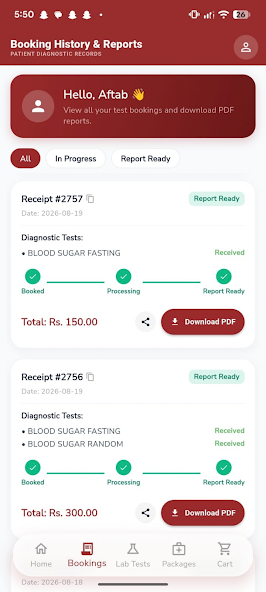 5:50
26
Booking History & Reports
PATIENT DIAGNOSTIC RECORDS
Hello, Aftab 👋
View all your test bookings and download PDF
reports.
All In Progress Report Ready
Receipt #2757 Report Ready
Date: 2026-08-19
Diagnostic Tests:
• BLOOD SUGAR FASTING Received
Booked Processing Report Ready
Total: Rs. 150.00 Download PDF
Receipt #2756 Report Ready
Date: 2026-08-19
Diagnostic Tests:
• BLOOD SUGAR FASTING Received
• BLOOD SUGAR RANDOM Received
Booked Processing Report Ready
Total: Rs. 300.00 Download PDF
Home Bookings Lab Tests Packages Cart
Date: 2026-08-18